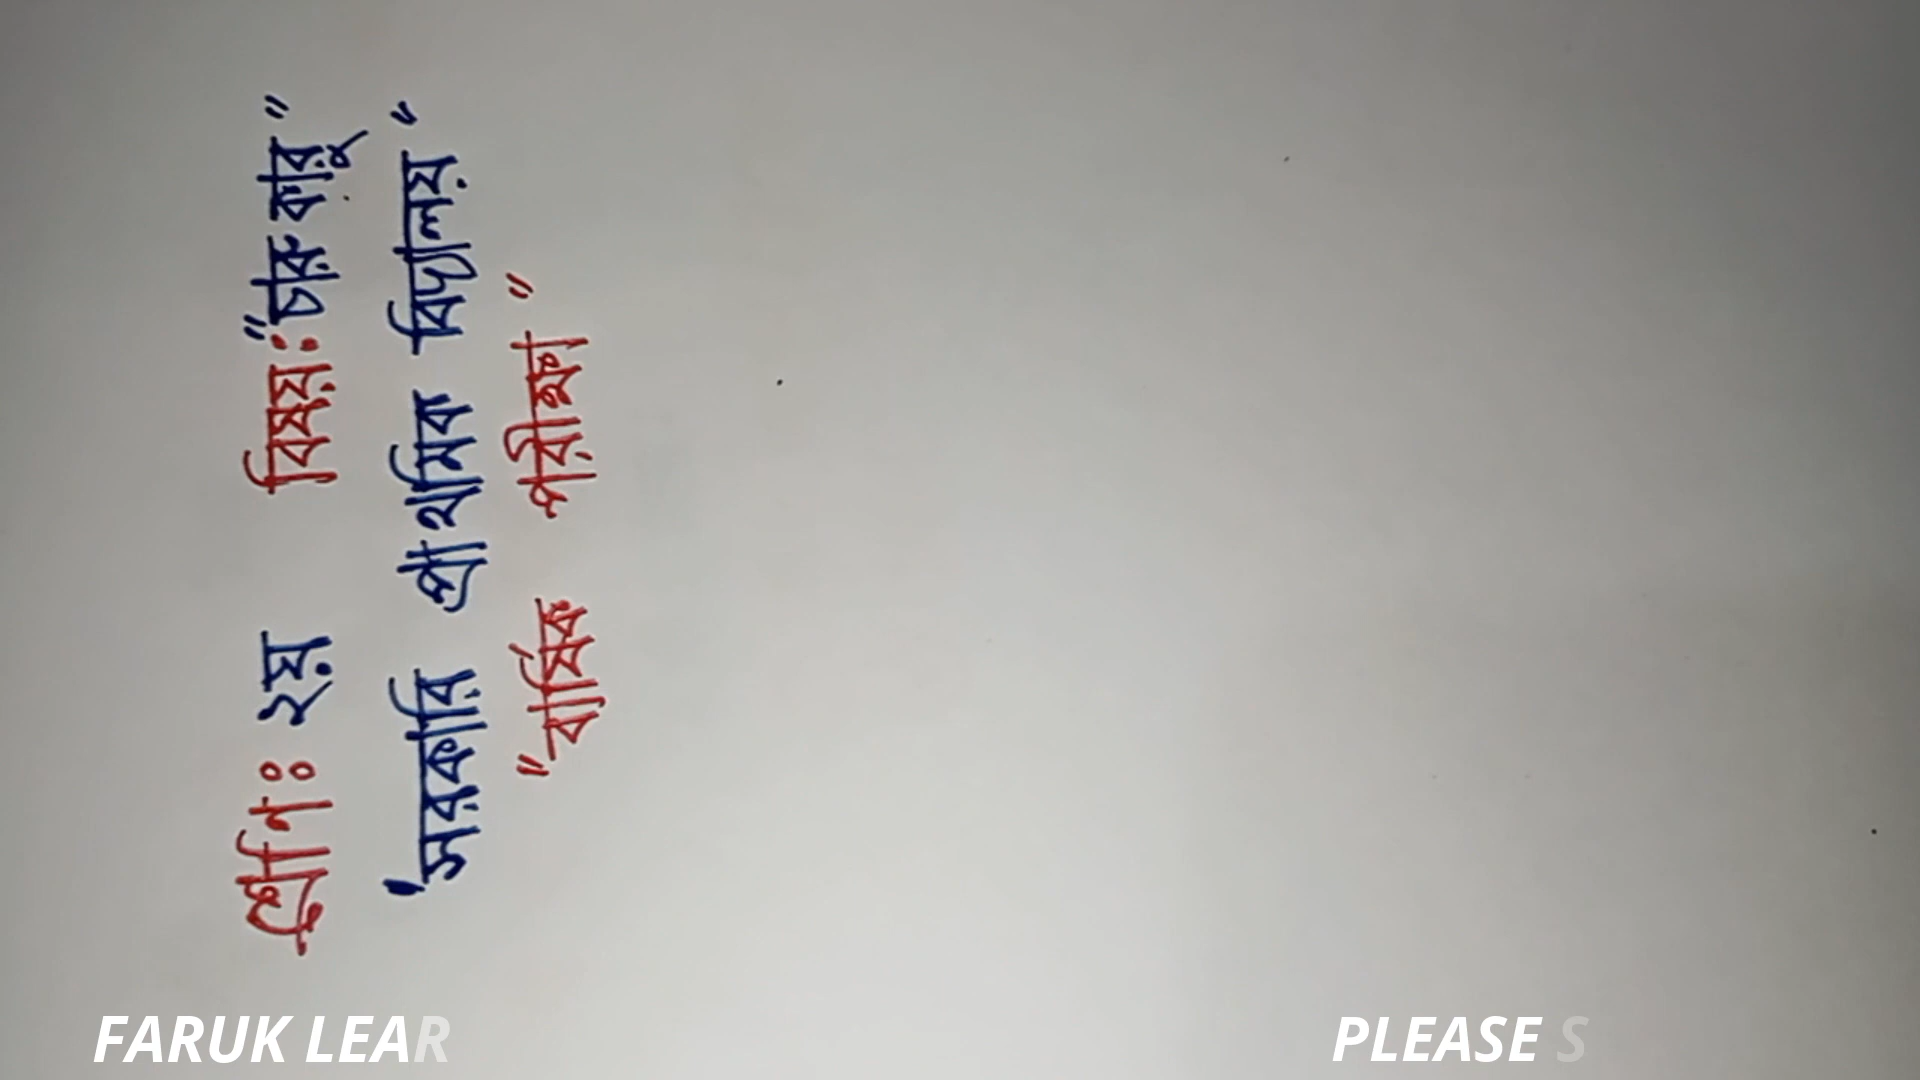 শ্রেণি ঃ ২য় বিষয় : "চারু কারু"
'সরকারি প্রাথমিক বিদ্যালয়"
"বার্ষিক পরীক্ষা"
FARUK LEAR
PLEASE S